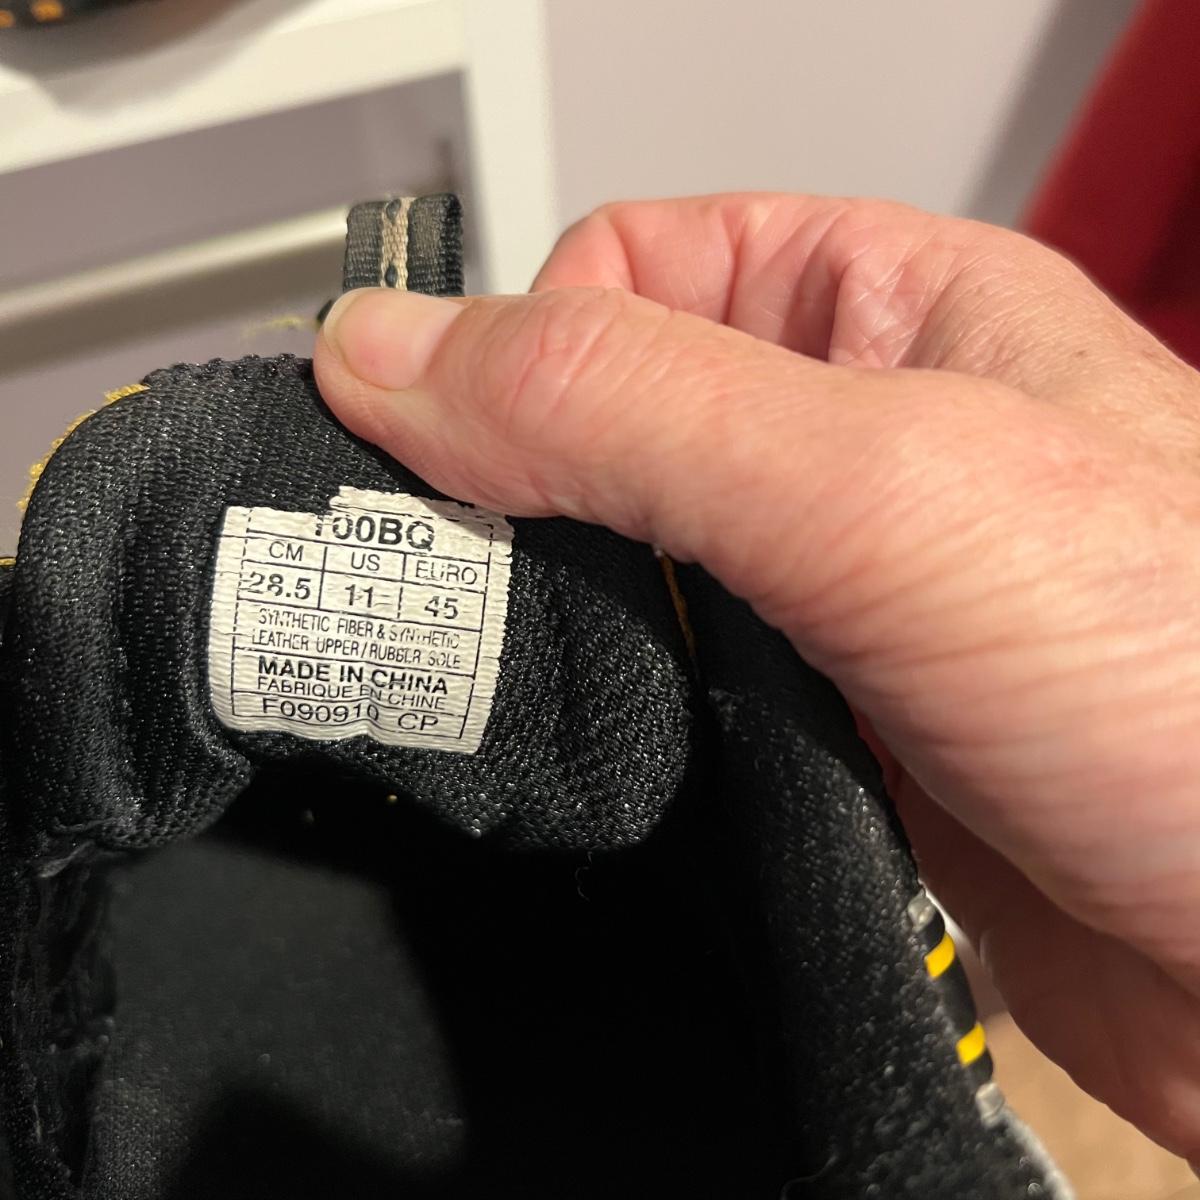 100BQ
CM US EURO
28.5 11 45
SYNTHETIC FIBER & SYNTHETIC
LEATHER UPPER / RUBBER SOLE
MADE IN CHINA
FABRIQUE EN CHINE
F090910 CP